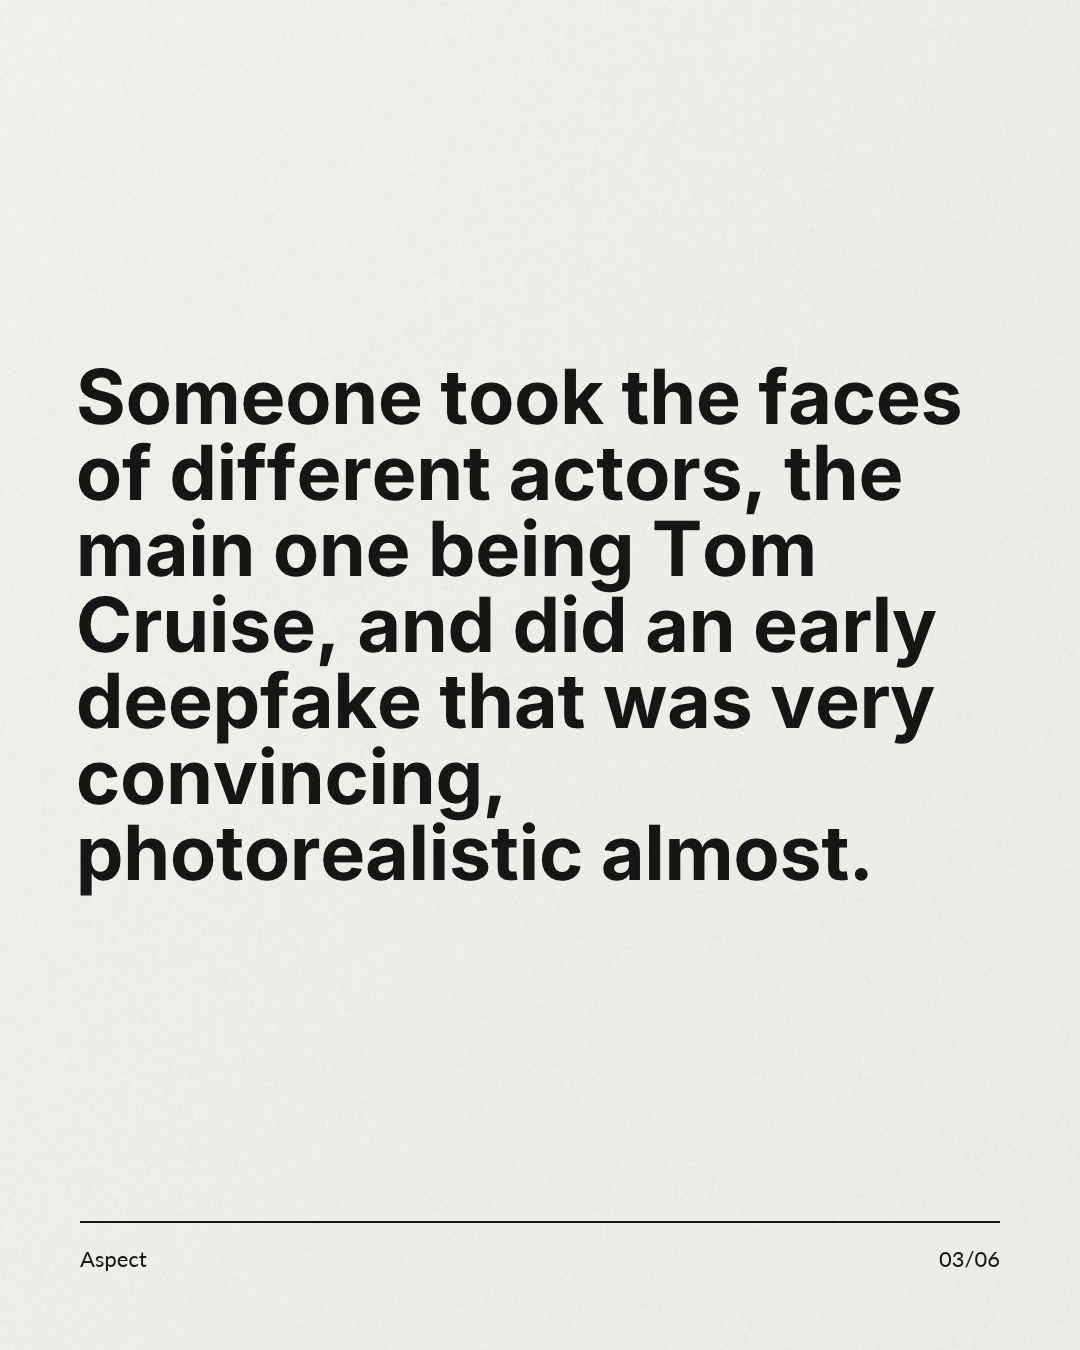 Someone took the faces
of different actors, the
main one being Tom
Cruise, and did an early
deepfake that was very
convincing,
photorealistic almost.
Aspect
03/06